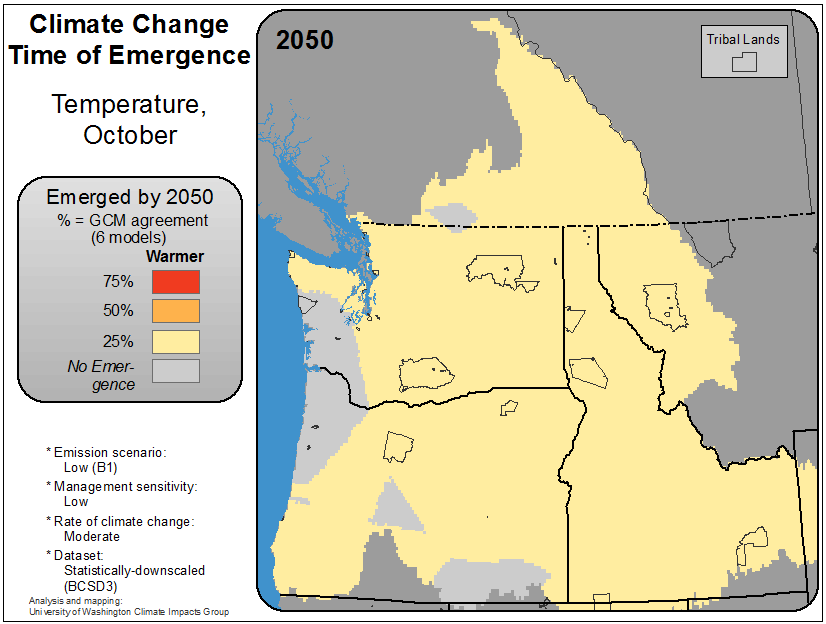 Climate Change
Time of Emergence
Temperature,
October
Emerged by 2050
% = GCM agreement
(6 models)
Warmer
75%
50%
25%
No Emer-
gence
* Emission scenario:
Low (B1)
* Management sensitivity:
Low
* Rate of climate change:
Moderate
* Dataset:
Statistically-downscaled
(BCSD3)
Analysis and mapping:
University of Washington Climate Impacts Group
2050
Tribal Lands